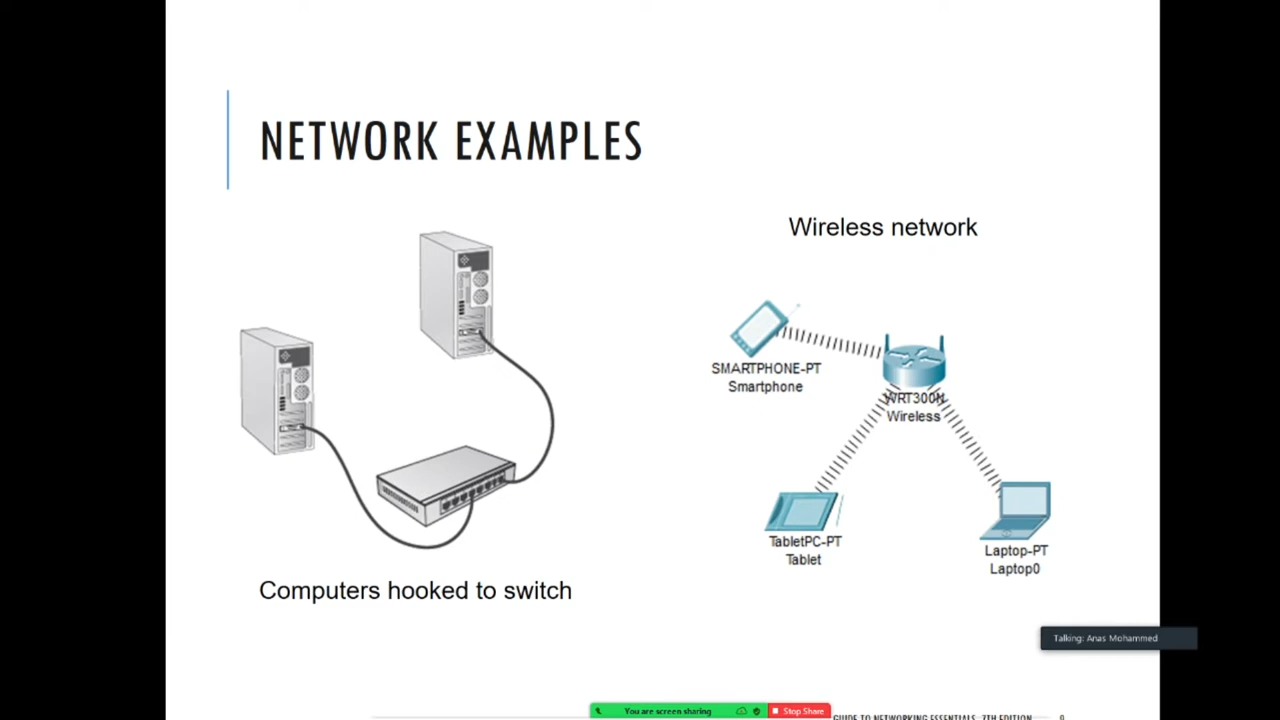 NETWORK EXAMPLES
Wireless network
SMARTPHONE-PT
Smartphone
WRT300N
Wireless
TabletPC-PT
Tablet
Laptop-PT
Laptop0
Computers hooked to switch
Talking: Anas Mohammed
You are screen sharing
Stop Share
GUIDE TO NETWORKING ESSENTIALS, 7TH EDITION